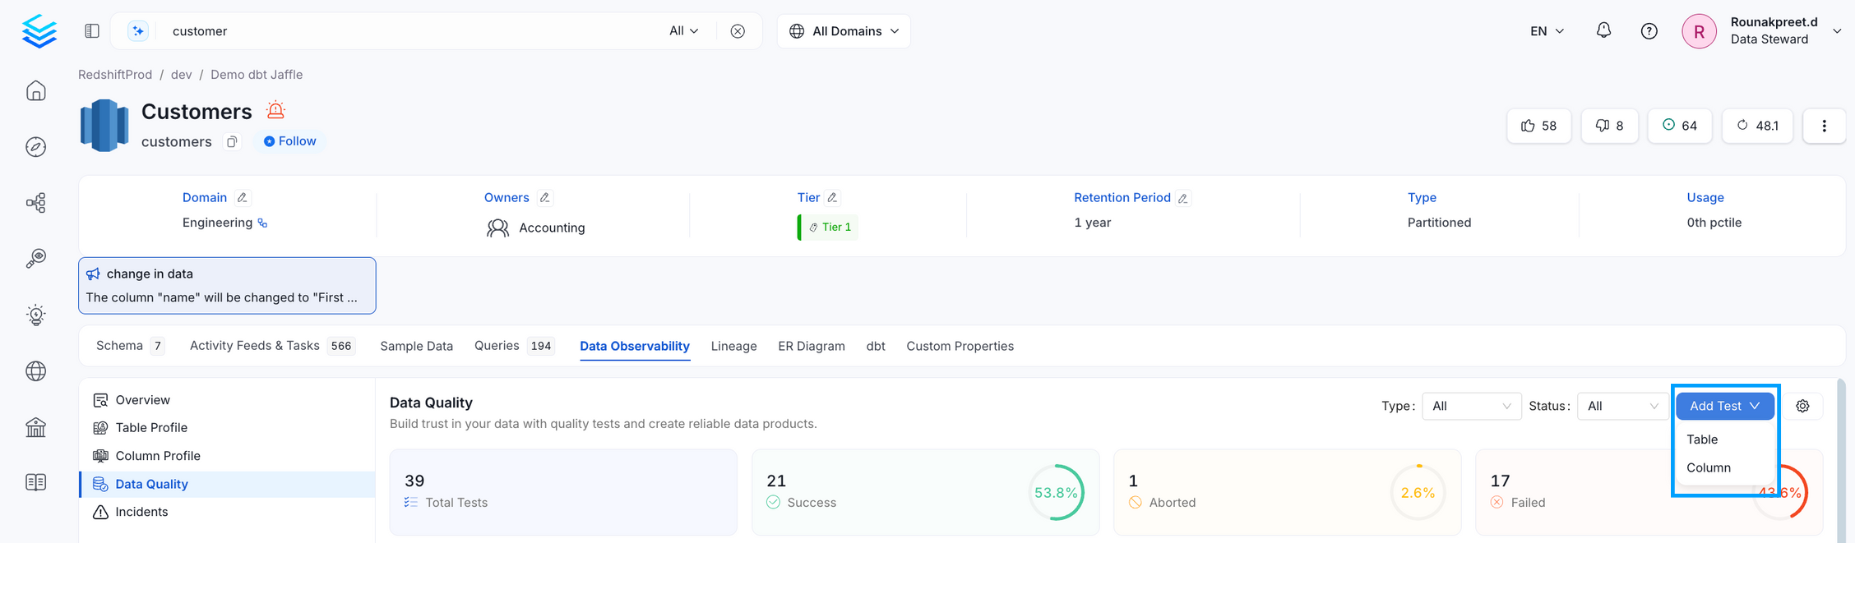 customer
All
All Domains
EN
R
Rounakpreet.d
Data Steward
RedshiftProd / dev / Demo dbt Jaffle
Customers
customers
Follow
58
8
64
48.1
Domain
Engineering
Owners
Accounting
Tier
Tier 1
Retention Period
1 year
Type
Partitioned
Usage
0th pctile
change in data
The column "name" will be changed to "First ...
Schema 7
Activity Feeds & Tasks 566
Sample Data
Queries 194
Data Observability
Lineage
ER Diagram
dbt
Custom Properties
Overview
Table Profile
Column Profile
Data Quality
Incidents
Data Quality
Build trust in your data with quality tests and create reliable data products.
Type: All
Status: All
Add Test
Table
Column
39
Total Tests
21
Success
53.8%
1
Aborted
2.6%
17
Failed
43.6%